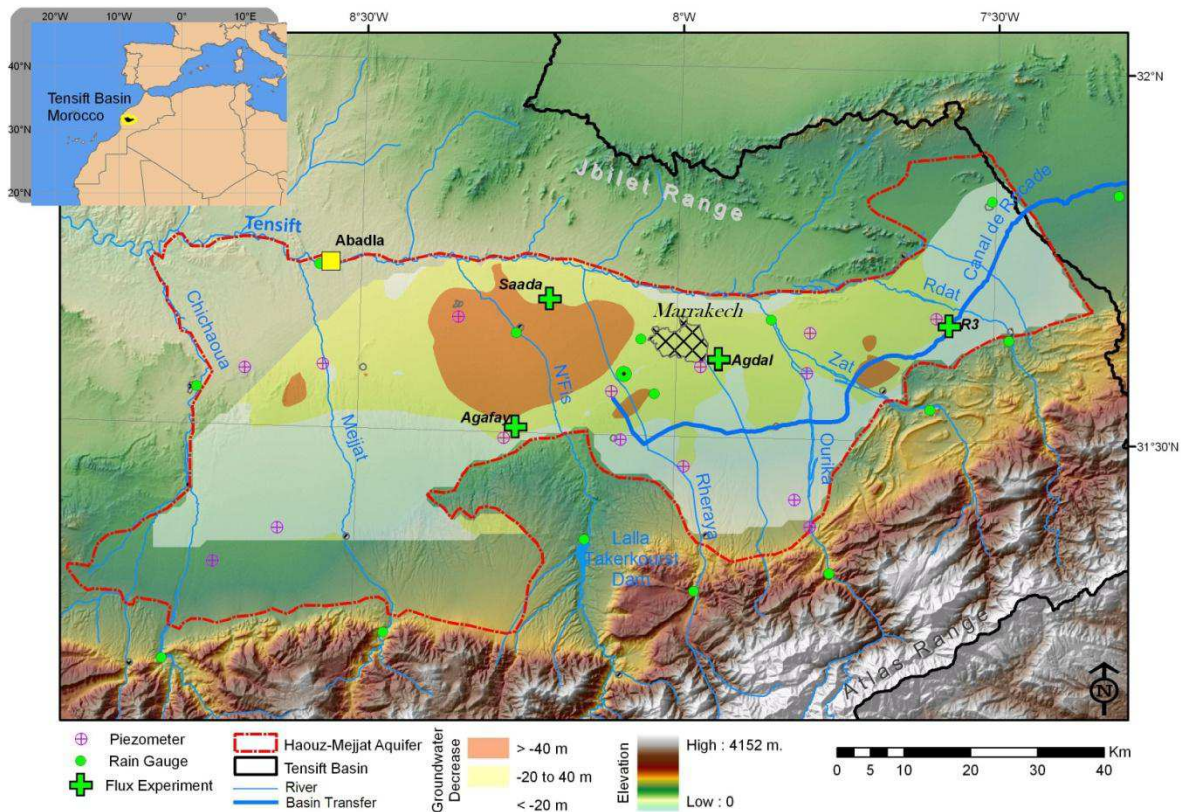 20°W
10°W
0°
10°E
8°30'W
8°W
7°30'W
40°N
30°N
20°N
Tensift Basin
Morocco
32°N
31°30'N
Jbilet Range
Canal de Rocade
Tensift
Abadla
Saada
Marrakech
Rdat
R3
Chichaoua
Agdal
Zat
N'Fis
Mejjat
Agafay
Ourika
Rheraya
Lalla
Takerkourst
Dam
Atlas Range
N
Piezometer
Rain Gauge
Flux Experiment
Haouz-Mejjat Aquifer
Tensift Basin
River
Basin Transfer
Groundwater
Decrease
> -40 m
-20 to 40 m
< -20 m
Elevation
High : 4152 m.
Low : 0
Km
0 5 10 20 30 40